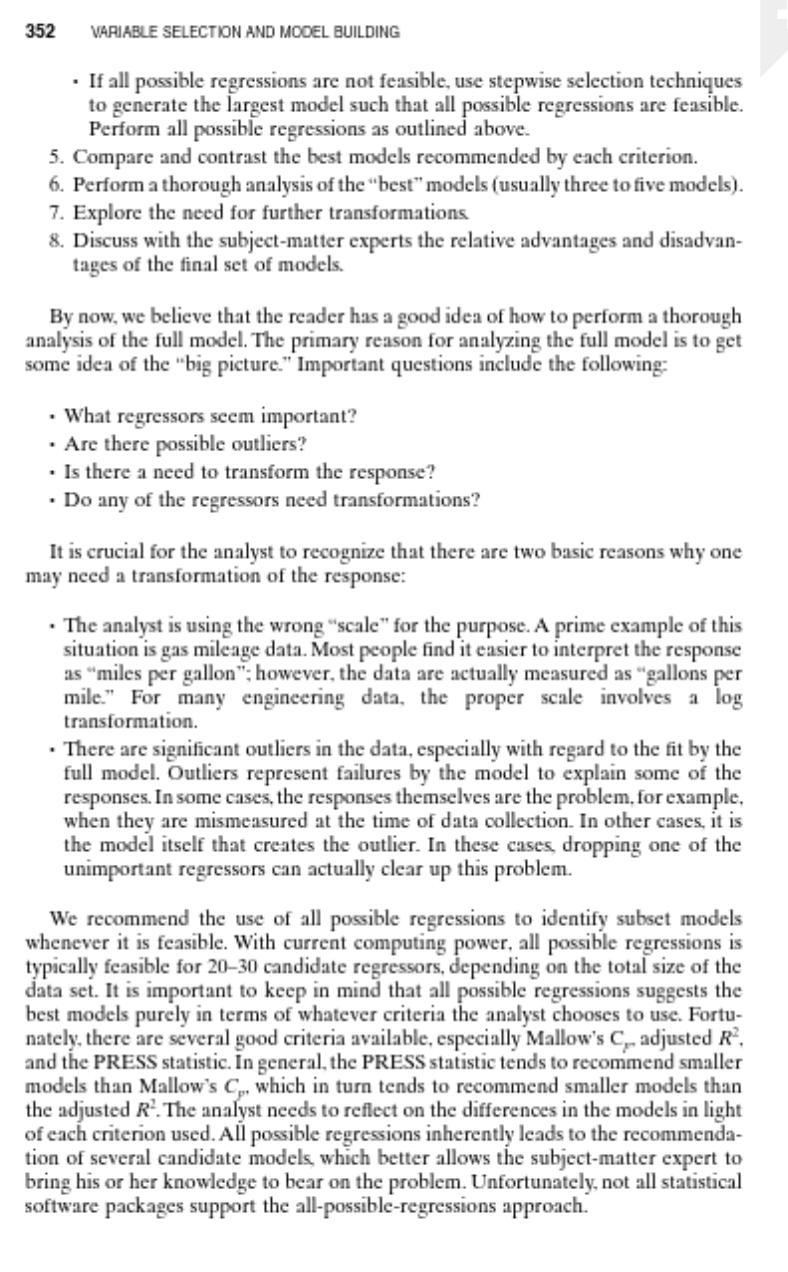 352 VARIABLE SELECTION AND MODEL BUILDING
• If all possible regressions are not feasible, use stepwise selection techniques
to generate the largest model such that all possible regressions are feasible.
Perform all possible regressions as outlined above.
5. Compare and contrast the best models recommended by each criterion.
6. Perform a thorough analysis of the “best” models (usually three to five models).
7. Explore the need for further transformations.
8. Discuss with the subject-matter experts the relative advantages and disadvan-
tages of the final set of models.
By now, we believe that the reader has a good idea of how to perform a thorough
analysis of the full model. The primary reason for analyzing the full model is to get
some idea of the “big picture.” Important questions include the following:
• What regressors seem important?
• Are there possible outliers?
• Is there a need to transform the response?
• Do any of the regressors need transformations?
It is crucial for the analyst to recognize that there are two basic reasons why one
may need a transformation of the response:
• The analyst is using the wrong “scale” for the purpose. A prime example of this
situation is gas mileage data. Most people find it easier to interpret the response
as “miles per gallon”; however, the data are actually measured as “gallons per
mile.” For many engineering data, the proper scale involves a log
transformation.
• There are significant outliers in the data, especially with regard to the fit by the
full model. Outliers represent failures by the model to explain some of the
responses. In some cases, the responses themselves are the problem, for example,
when they are mismeasured at the time of data collection. In other cases, it is
the model itself that creates the outlier. In these cases, dropping one of the
unimportant regressors can actually clear up this problem.
We recommend the use of all possible regressions to identify subset models
whenever it is feasible. With current computing power, all possible regressions is
typically feasible for 20–30 candidate regressors, depending on the total size of the
data set. It is important to keep in mind that all possible regressions suggests the
best models purely in terms of whatever criteria the analyst chooses to use. Fortu-
nately, there are several good criteria available, especially Mallow’s Cₚ, adjusted R²,
and the PRESS statistic. In general, the PRESS statistic tends to recommend smaller
models than Mallow’s Cₚ, which in turn tends to recommend smaller models than
the adjusted R². The analyst needs to reflect on the differences in the models in light
of each criterion used. All possible regressions inherently leads to the recommenda-
tion of several candidate models, which better allows the subject-matter expert to
bring his or her knowledge to bear on the problem. Unfortunately, not all statistical
software packages support the all-possible-regressions approach.